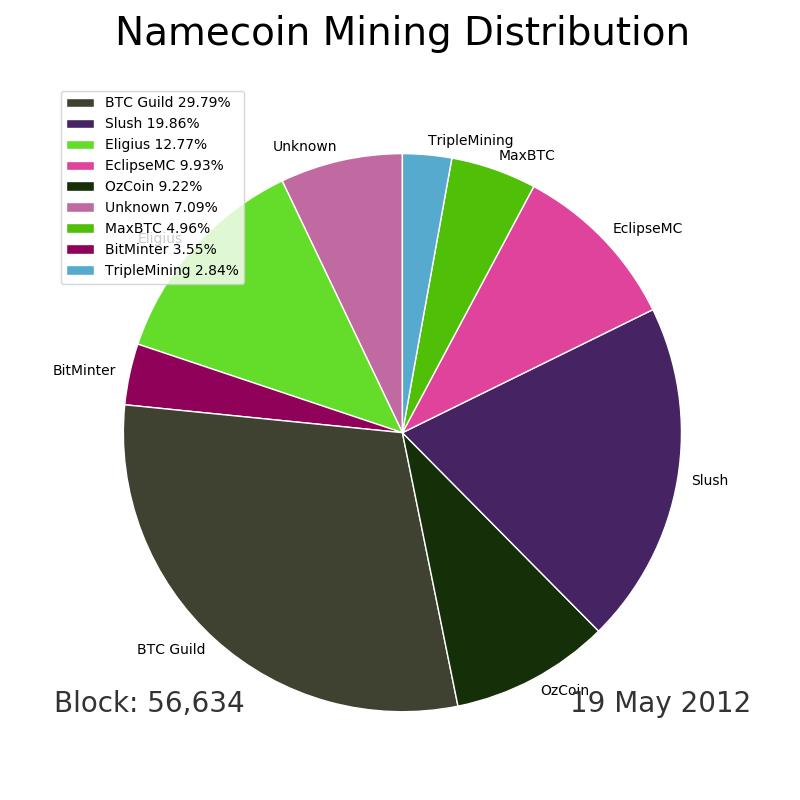 Namecoin Mining Distribution
BTC Guild 29.79%
Slush 19.86%
Eligius 12.77%
EclipseMC 9.93%
OzCoin 9.22%
Unknown 7.09%
MaxBTC 4.96%
BitMinter 3.55%
TripleMining 2.84%
TripleMining
MaxBTC
Unknown
EclipseMC
Eligius
BitMinter
Slush
BTC Guild
OzCoin
Block: 56,634
19 May 2012